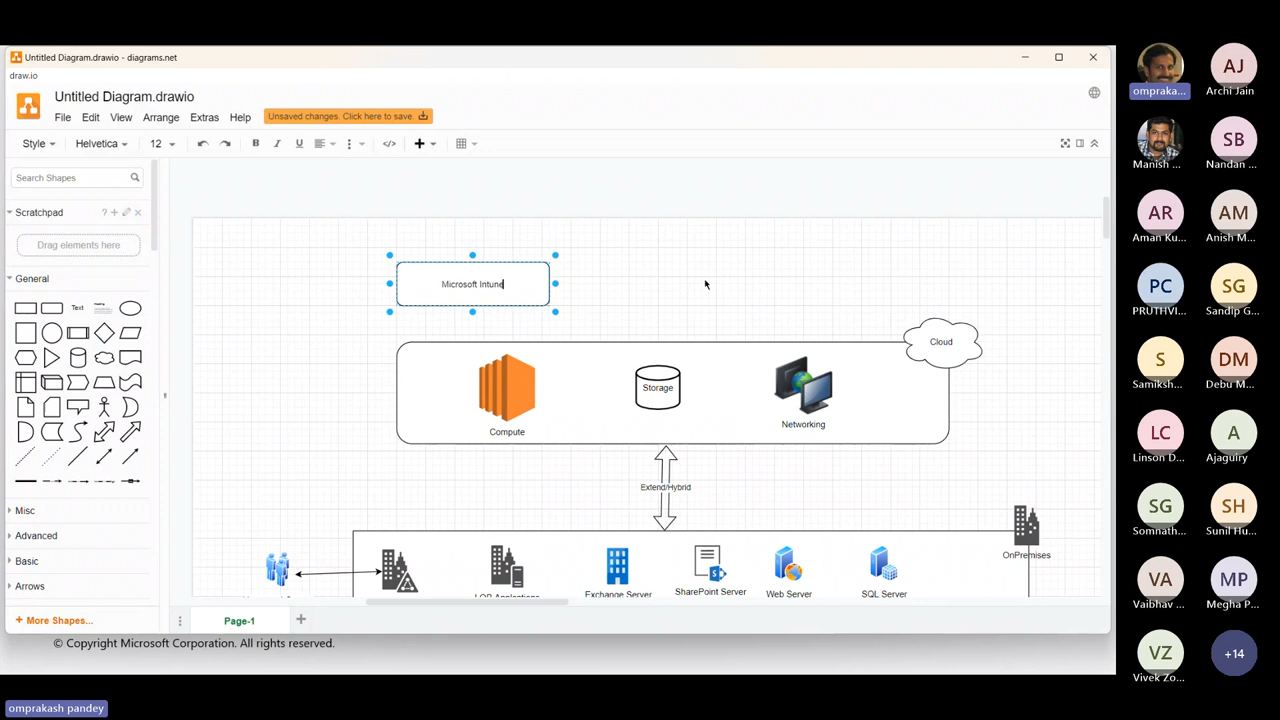 Untitled Diagram.drawio - diagrams.net
draw.io
Untitled Diagram.drawio
File Edit View Arrange Extras Help Unsaved changes. Click here to save.
Style Helvetica 12 B I U
Search Shapes
Scratchpad ?
Drag elements here
General
Text
Misc
Advanced
Basic
Arrows
+ More Shapes...
Microsoft Intune
Cloud
Compute
Storage
Networking
Extend/Hybrid
OnPremises
Exchange Server
SharePoint Server
Web Server
SQL Server
Page-1
© Copyright Microsoft Corporation. All rights reserved.
omprakash pandey
ompraka...
AJ
Archi Jain
Manish ...
SB
Nandan ...
AR
Aman Ku...
AM
Anish M...
PC
PRUTHVI...
SG
Sandip G...
S
Samiksh...
DM
Debu M...
LC
Linson D...
A
Ajaguiry
SG
Somnath...
SH
Sunil Hu...
VA
Vaibhav ...
MP
Megha P...
VZ
Vivek Zo...
+14